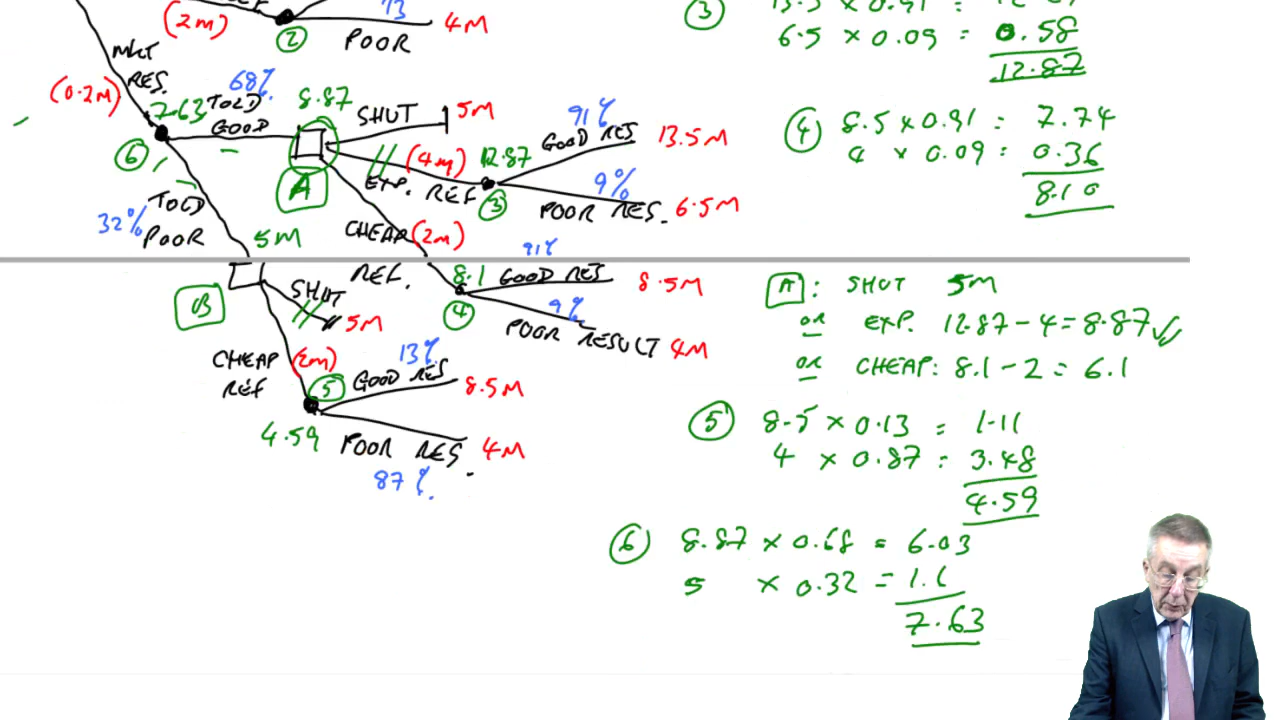 (2m)
13
4M
2
POOR
MKT
RES.
(0.2M)
7.63
TOLD
GOOD
68%
8.87
SHUT
5M
6
A
EXP. REF
(4m)
12.87
3
91%
GOOD RES
13.5M
9%
POOR RES.
6.5M
TOLD
POOR
32%
5M
CHEAP
REF.
(2m)
8.1
4
91%
GOOD RES
8.5M
9%
POOR RESULT
4M
B
SHUT
5M
CHEAP
REF
(2m)
5
4.59
13%
GOOD RES
8.5M
POOR RES.
4M
87%.
3
6.5 x 0.09 = 0.58
12.87
4 8.5 x 0.91 = 7.74
4 x 0.09 = 0.36
8.10
A : SHUT 5M
OR EXP. 12.87 - 4 = 8.87 ✓
OR CHEAP: 8.1 - 2 = 6.1
5 8.5 x 0.13 = 1.11
4 x 0.87 = 3.48
4.59
6 8.87 x 0.68 = 6.03
5 x 0.32 = 1.6
7.63